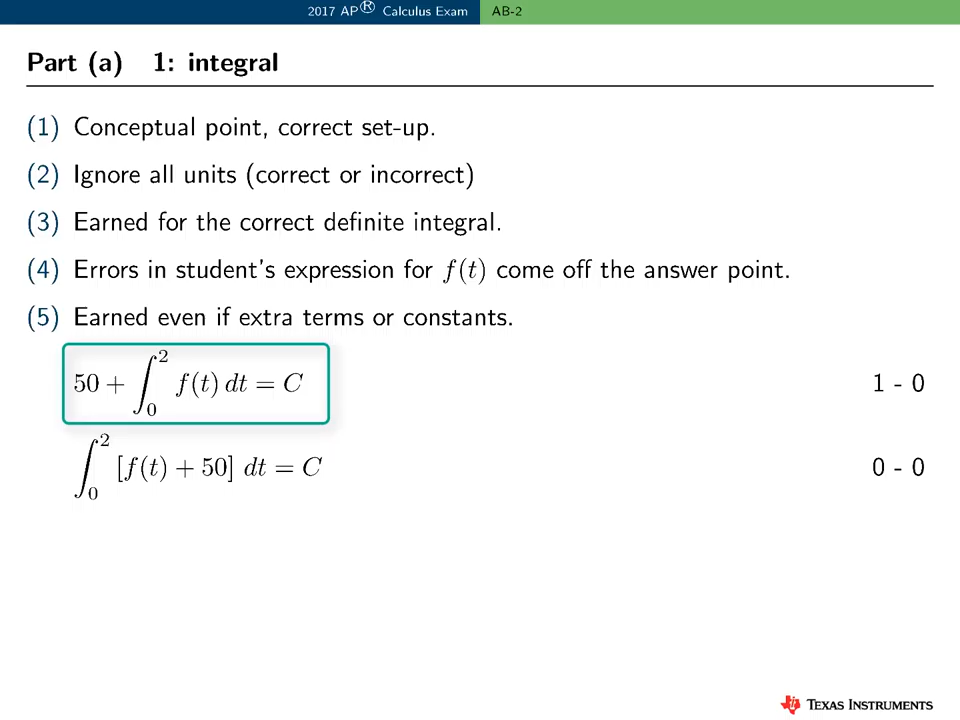 2017 AP® Calculus Exam AB-2
Part (a) 1: integral
(1) Conceptual point, correct set-up.
(2) Ignore all units (correct or incorrect)
(3) Earned for the correct definite integral.
(4) Errors in student's expression for f(t) come off the answer point.
(5) Earned even if extra terms or constants.
50 + ∫₀² f(t) dt = C 1 - 0
∫₀² [f(t) + 50] dt = C 0 - 0
TEXAS INSTRUMENTS